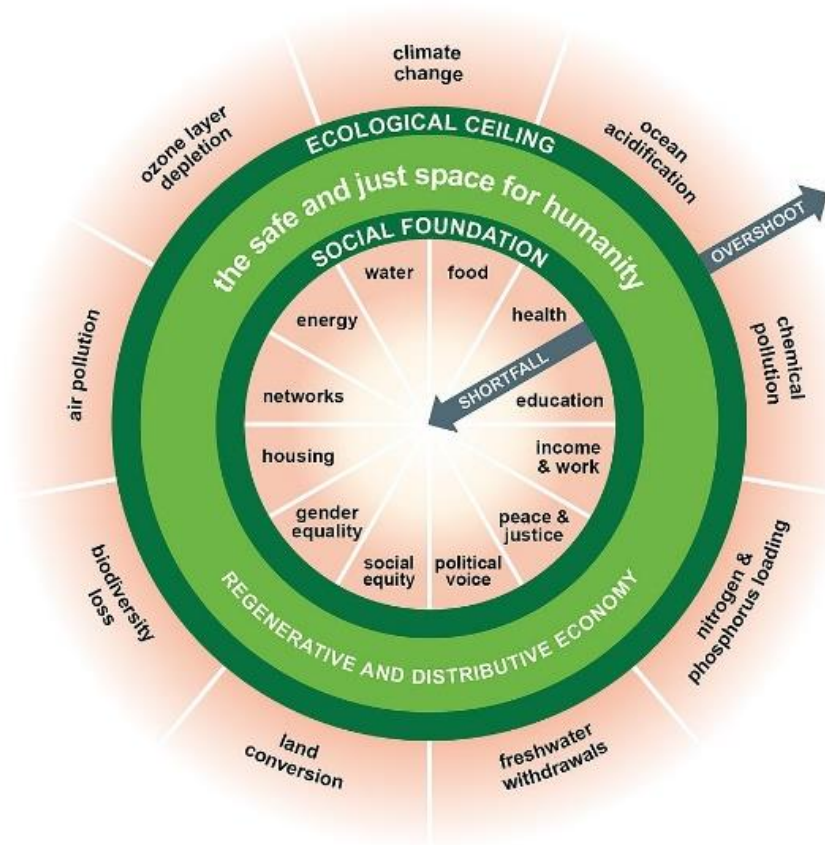 climate
change
ocean
acidification
chemical
pollution
nitrogen &
phosphorus loading
freshwater
withdrawals
land
conversion
biodiversity
loss
air pollution
ozone layer
depletion
ECOLOGICAL CEILING
OVERSHOOT
the safe and just space for humanity
SOCIAL FOUNDATION
water
food
health
SHORTFALL
education
income
& work
peace &
justice
political
voice
social
equity
gender
equality
housing
networks
energy
REGENERATIVE AND DISTRIBUTIVE ECONOMY